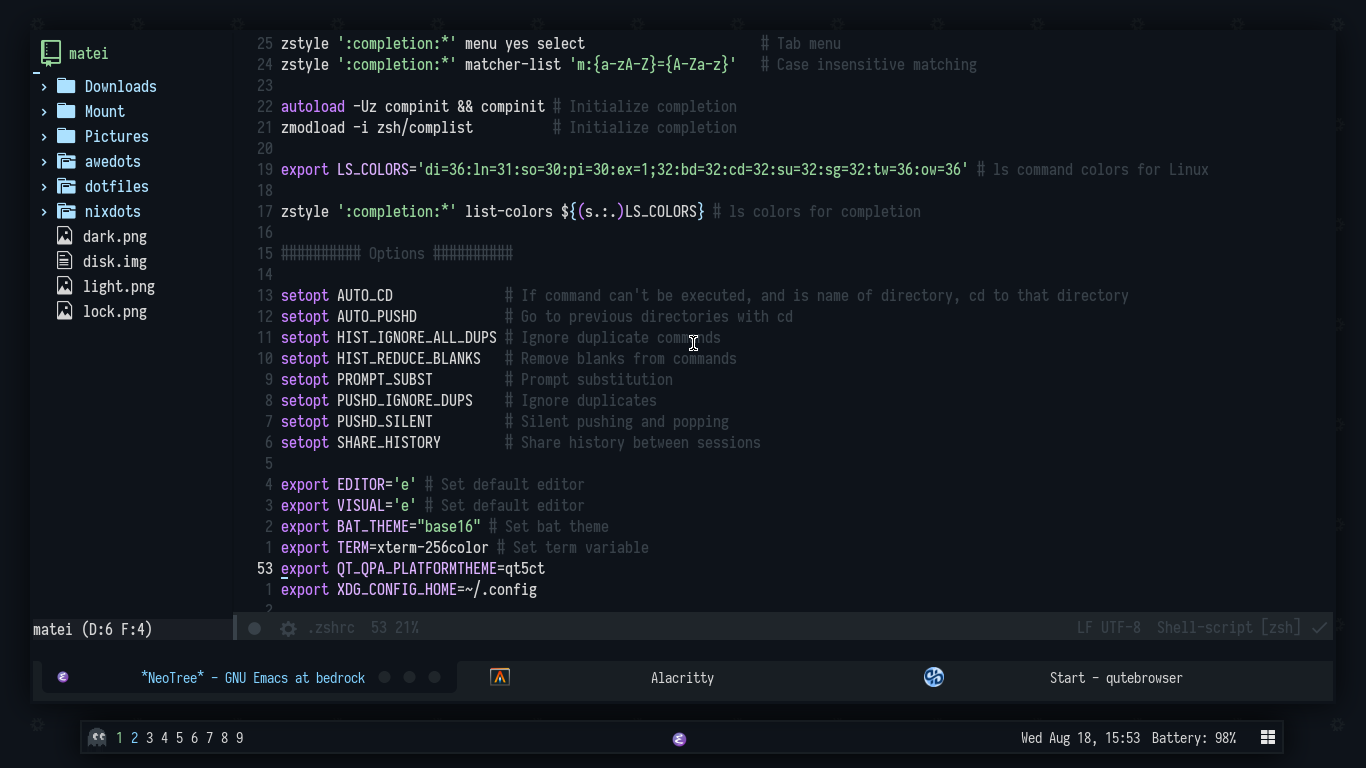 matei
Downloads
Mount
Pictures
awedots
dotfiles
nixdots
dark.png
disk.img
light.png
lock.png
matei (D:6 F:4)
25 zstyle ':completion:*' menu yes select # Tab menu
24 zstyle ':completion:*' matcher-list 'm:{a-zA-Z}={A-Za-z}' # Case insensitive matching
23
22 autoload -Uz compinit && compinit # Initialize completion
21 zmodload -i zsh/complist # Initialize completion
20
19 export LS_COLORS='di=36:ln=31:so=30:pi=30:ex=1;32:bd=32:cd=32:su=32:sg=32:tw=36:ow=36' # ls command colors for Linux
18
17 zstyle ':completion:*' list-colors ${(s.:.)LS_COLORS} # ls colors for completion
16
15 ########## Options ##########
14
13 setopt AUTO_CD # If command can't be executed, and is name of directory, cd to that directory
12 setopt AUTO_PUSHD # Go to previous directories with cd
11 setopt HIST_IGNORE_ALL_DUPS # Ignore duplicate commands
10 setopt HIST_REDUCE_BLANKS # Remove blanks from commands
9 setopt PROMPT_SUBST # Prompt substitution
8 setopt PUSHD_IGNORE_DUPS # Ignore duplicates
7 setopt PUSHD_SILENT # Silent pushing and popping
6 setopt SHARE_HISTORY # Share history between sessions
5
4 export EDITOR='e' # Set default editor
3 export VISUAL='e' # Set default editor
2 export BAT_THEME="base16" # Set bat theme
1 export TERM=xterm-256color # Set term variable
53 export QT_QPA_PLATFORMTHEME=qt5ct
1 export XDG_CONFIG_HOME=~/.config
2
.zshrc 53 21% LF UTF-8 Shell-script [zsh]
*NeoTree* - GNU Emacs at bedrock Alacritty Start - qutebrowser
1 2 3 4 5 6 7 8 9 Wed Aug 18, 15:53 Battery: 98%